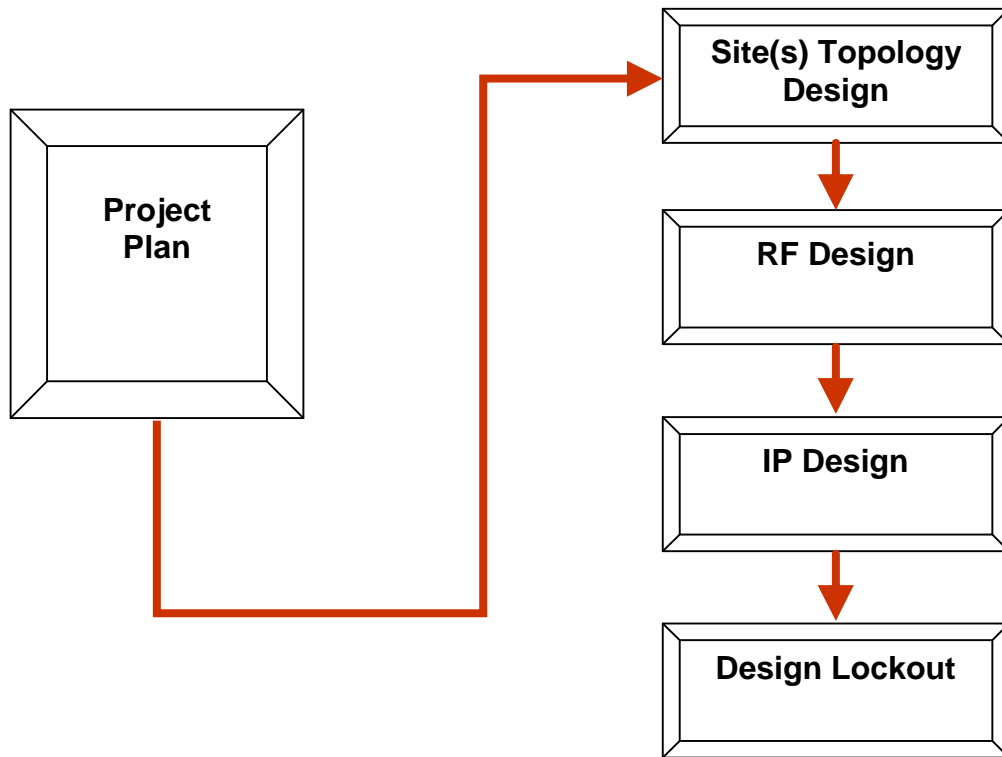 Project
Plan
Site(s) Topology
Design
RF Design
IP Design
Design Lockout